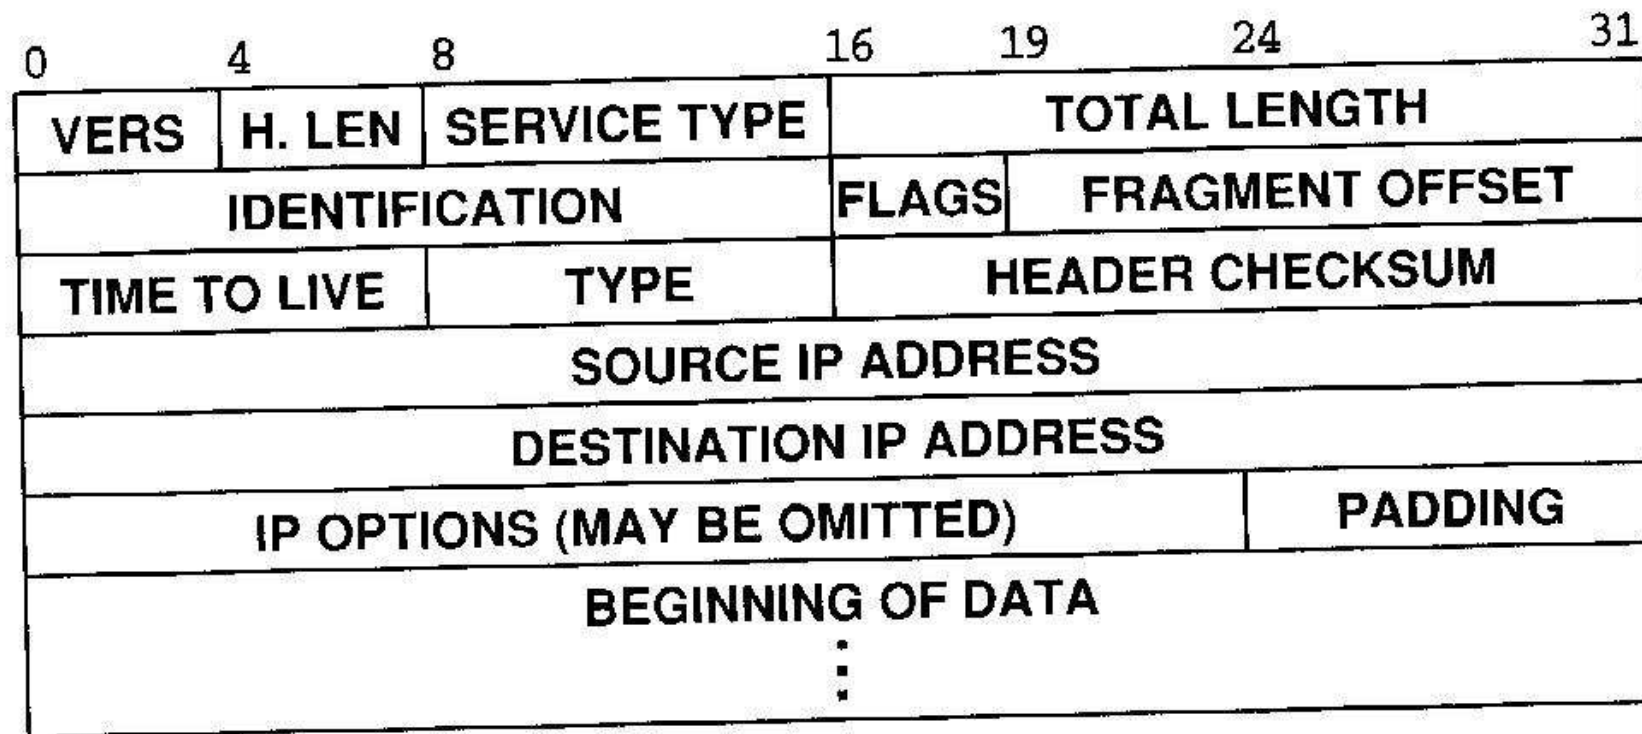 0 4 8 16 19 24 31
VERS H. LEN SERVICE TYPE TOTAL LENGTH
IDENTIFICATION FLAGS FRAGMENT OFFSET
TIME TO LIVE TYPE HEADER CHECKSUM
SOURCE IP ADDRESS
DESTINATION IP ADDRESS
IP OPTIONS (MAY BE OMITTED) PADDING
BEGINNING OF DATA